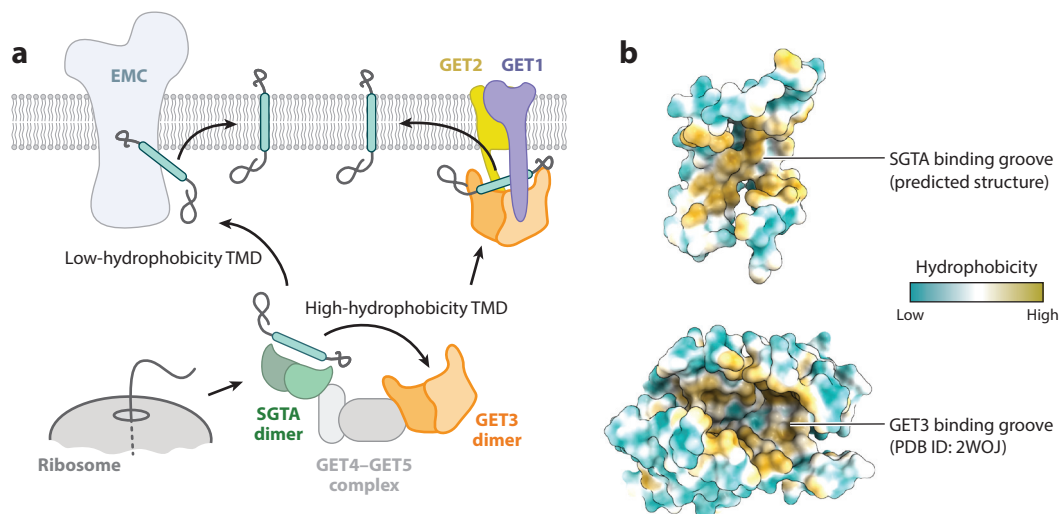 a
EMC
GET2
GET1
Low-hydrophobicity TMD
High-hydrophobicity TMD
Ribosome
SGTA
dimer
GET4–GET5
complex
GET3
dimer
b
SGTA binding groove
(predicted structure)
Hydrophobicity
Low
High
GET3 binding groove
(PDB ID: 2WOJ)